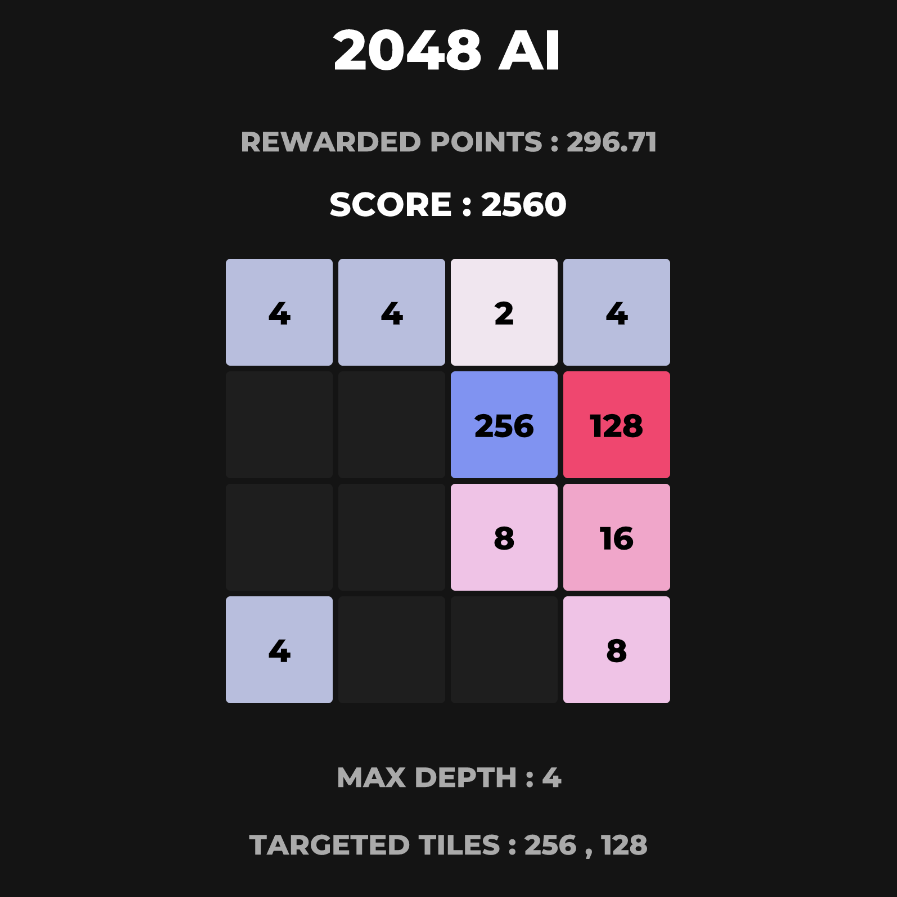 2048 AI
REWARDED POINTS : 296.71
SCORE : 2560
4 4 2 4
256 128
8 16
4 8
MAX DEPTH : 4
TARGETED TILES : 256 , 128